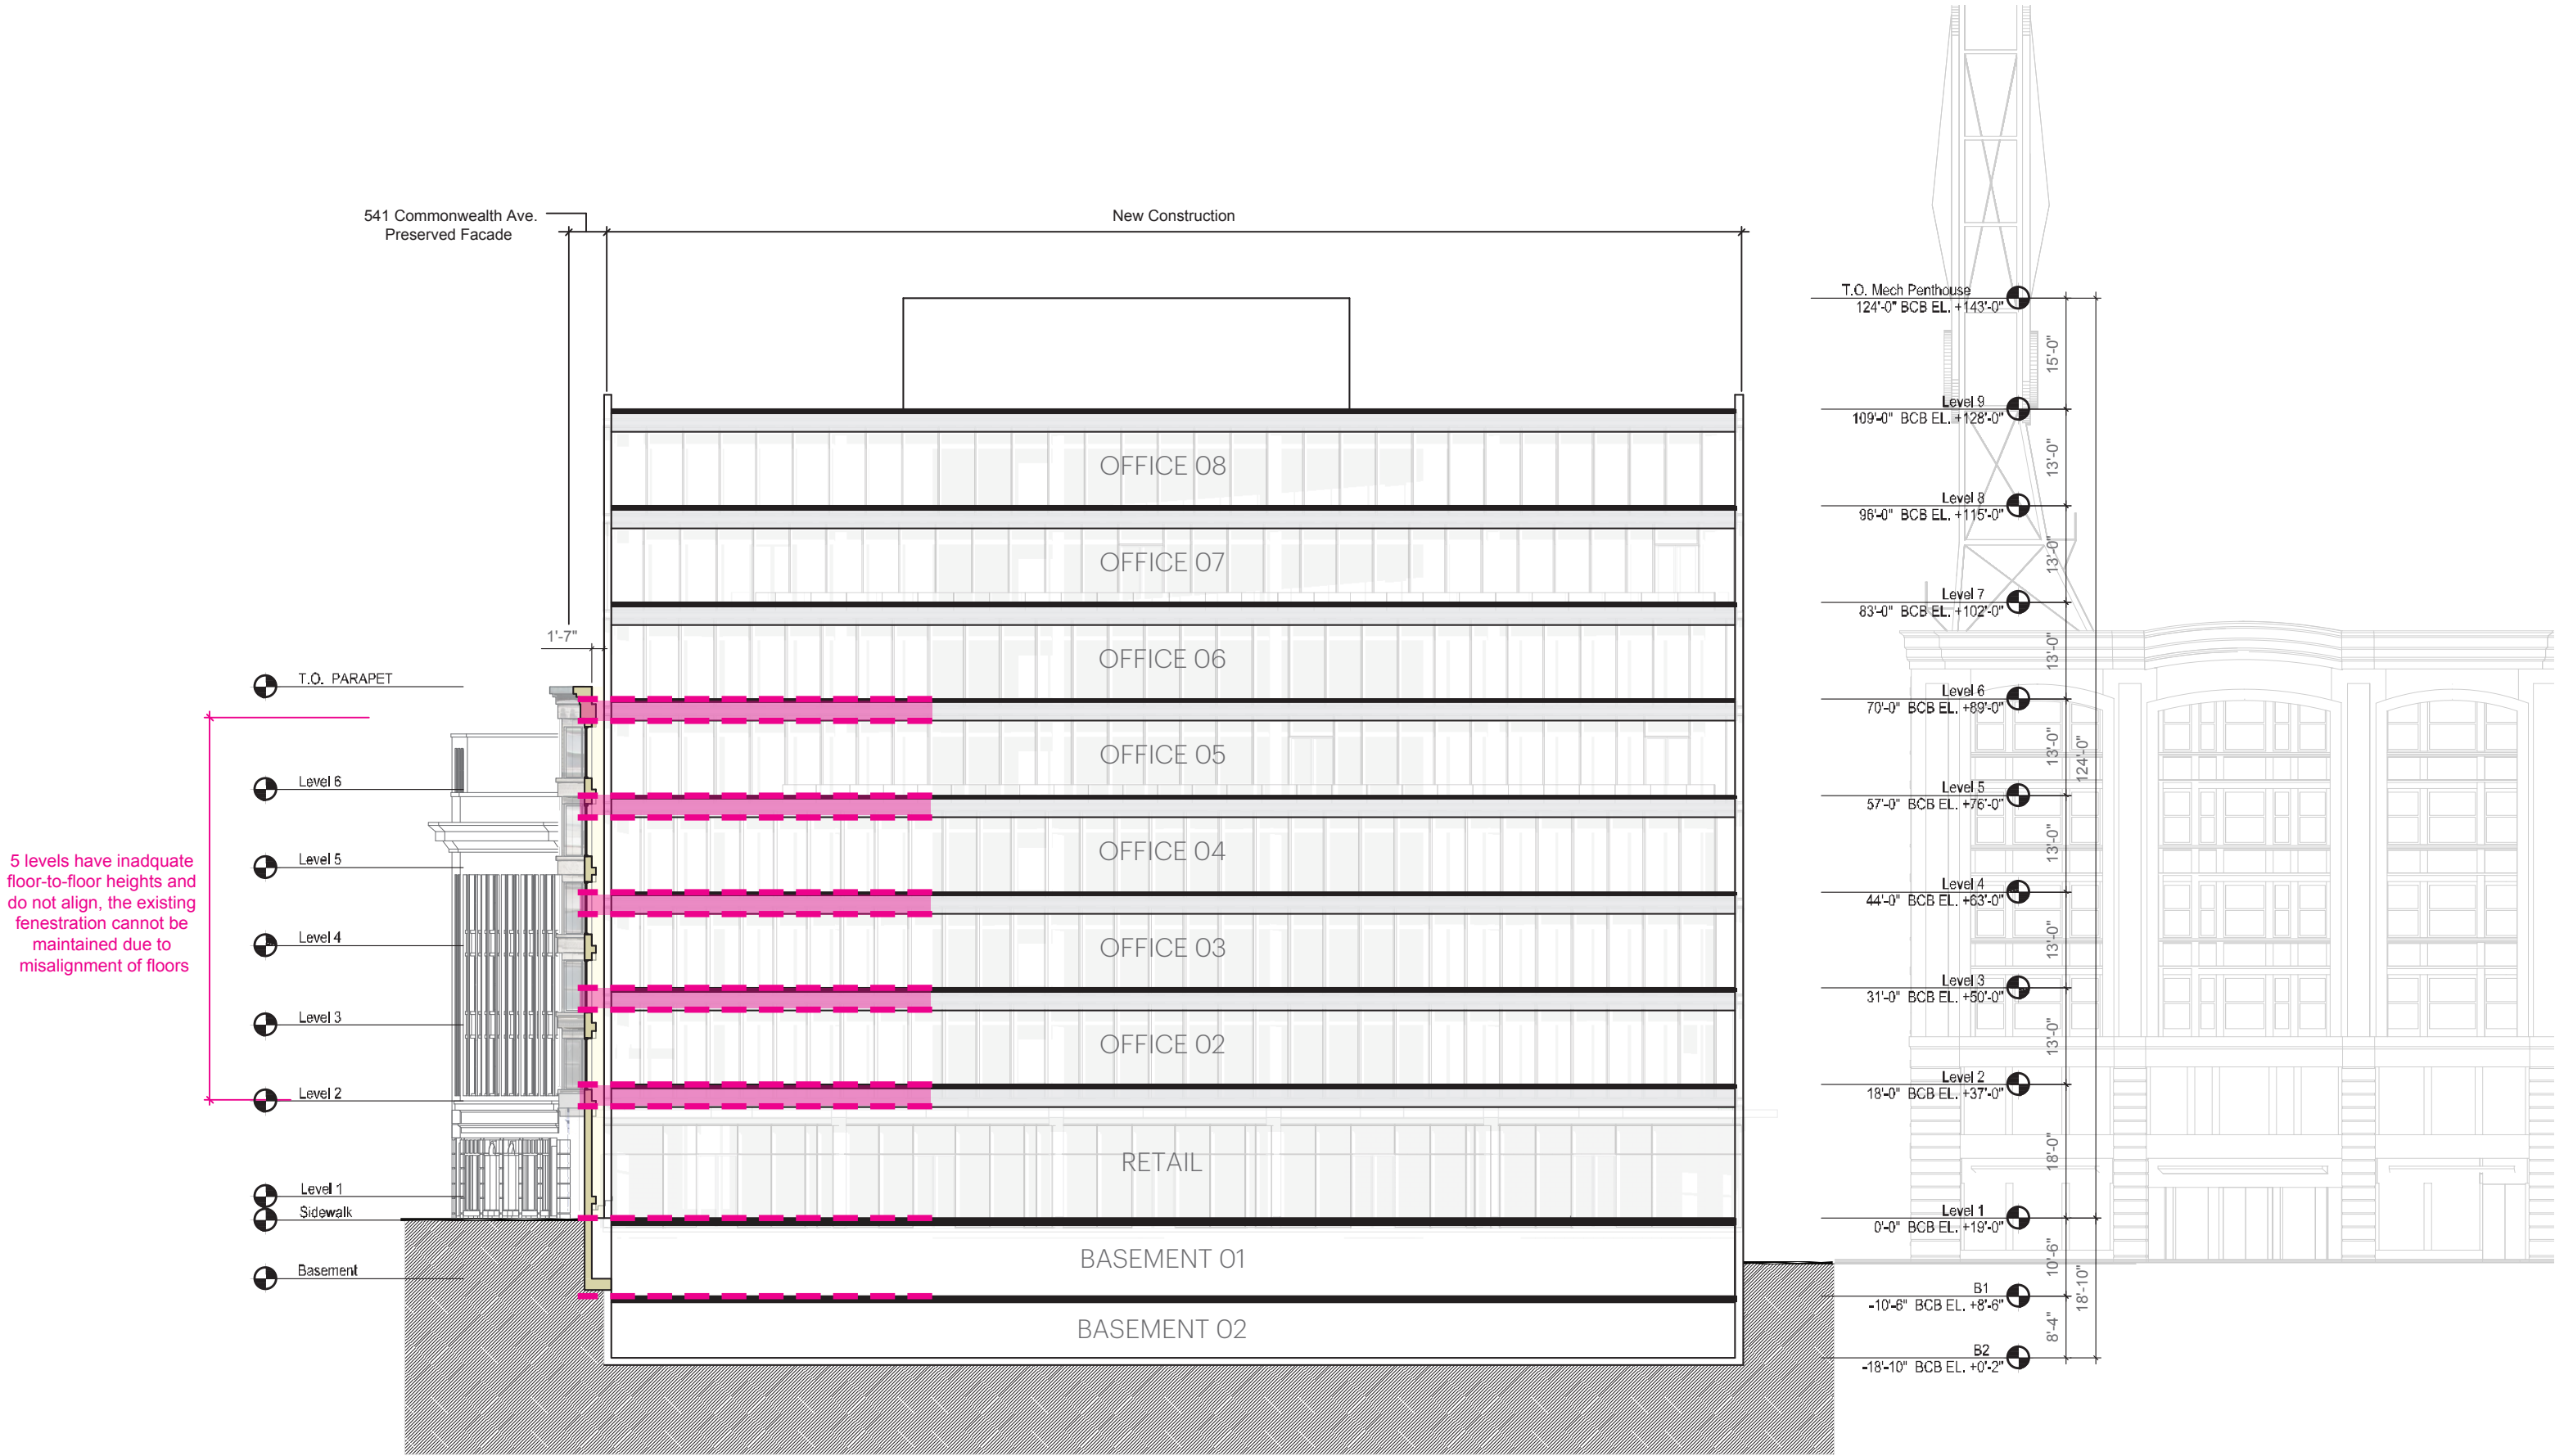 541 Commonwealth Ave.
Preserved Facade
New Construction
T.O. Mech Penthouse
124'-0" BCB EL. +143'-0"
15'-0"
Level 9
109'-0" BCB EL. +128'-0"
13'-0"
OFFICE 08
Level 8
96'-0" BCB EL. +115'-0"
13'-0"
OFFICE 07
Level 7
83'-0" BCB EL. +102'-0"
1'-7"
13'-0"
OFFICE 06
T.O. PARAPET
Level 6
70'-0" BCB EL. +89'-0"
13'-0"
124'-0"
OFFICE 05
Level 6
Level 5
57'-0" BCB EL. +76'-0"
13'-0"
OFFICE 04
5 levels have inadquate
floor-to-floor heights and
do not align, the existing
fenestration cannot be
maintained due to
misalignment of floors
Level 5
Level 4
44'-0" BCB EL. +63'-0"
13'-0"
OFFICE 03
Level 4
Level 3
31'-0" BCB EL. +50'-0"
13'-0"
OFFICE 02
Level 3
Level 2
18'-0" BCB EL. +37'-0"
Level 2
18'-0"
RETAIL
Level 1
Sidewalk
Level 1
0'-0" BCB EL. +19'-0"
10'-6"
BASEMENT 01
Basement
18'-10"
B1
-10'-6" BCB EL. +8'-6"
8'-4"
BASEMENT 02
B2
-18'-10" BCB EL. +0'-2"